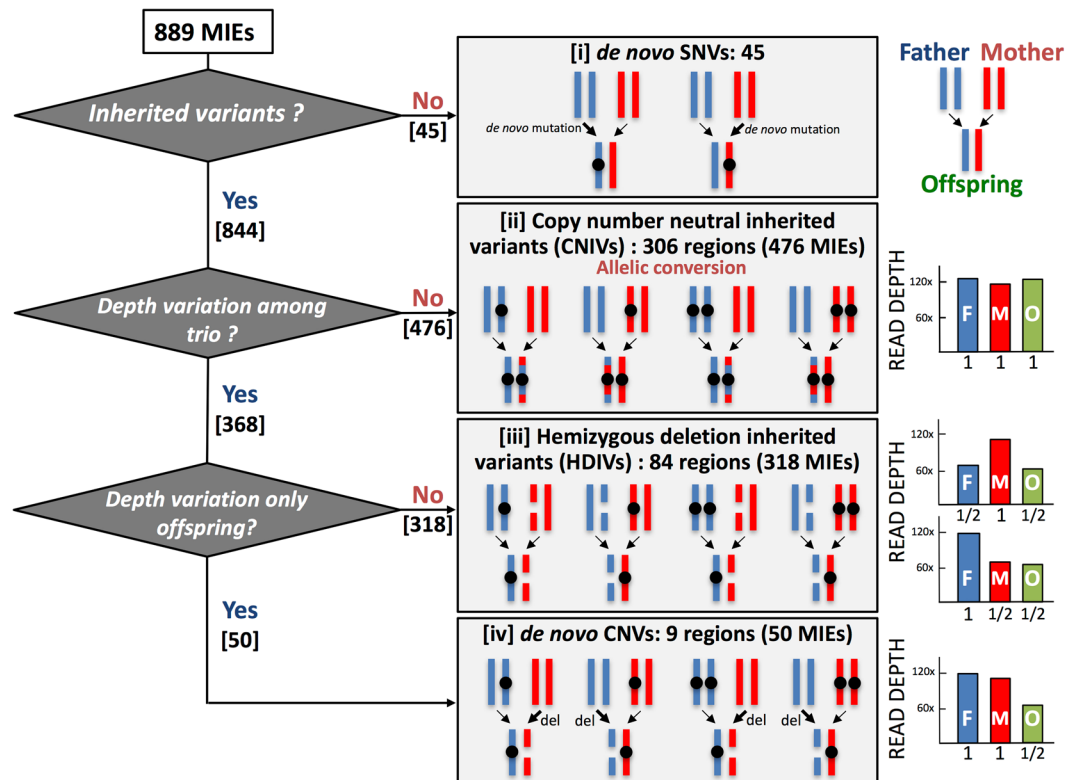 889 MIEs
Inherited variants ?
No
[45]
Yes
[844]
Depth variation among
trio ?
No
[476]
Yes
[368]
Depth variation only
offspring?
No
[318]
Yes
[50]
[i] de novo SNVs: 45
de novo mutation
de novo mutation
Father
Mother
Offspring
[ii] Copy number neutral inherited
variants (CNIVs) : 306 regions (476 MIEs)
Allelic conversion
READ DEPTH
120x
60x
F
M
O
1
1
1
[iii] Hemizygous deletion inherited
variants (HDIVs) : 84 regions (318 MIEs)
READ DEPTH
120x
60x
F
M
O
1/2
1
1/2
READ DEPTH
120x
60x
F
M
O
1
1/2
1/2
[iv] de novo CNVs: 9 regions (50 MIEs)
del
del
del
del
READ DEPTH
120x
60x
F
M
O
1
1
1/2